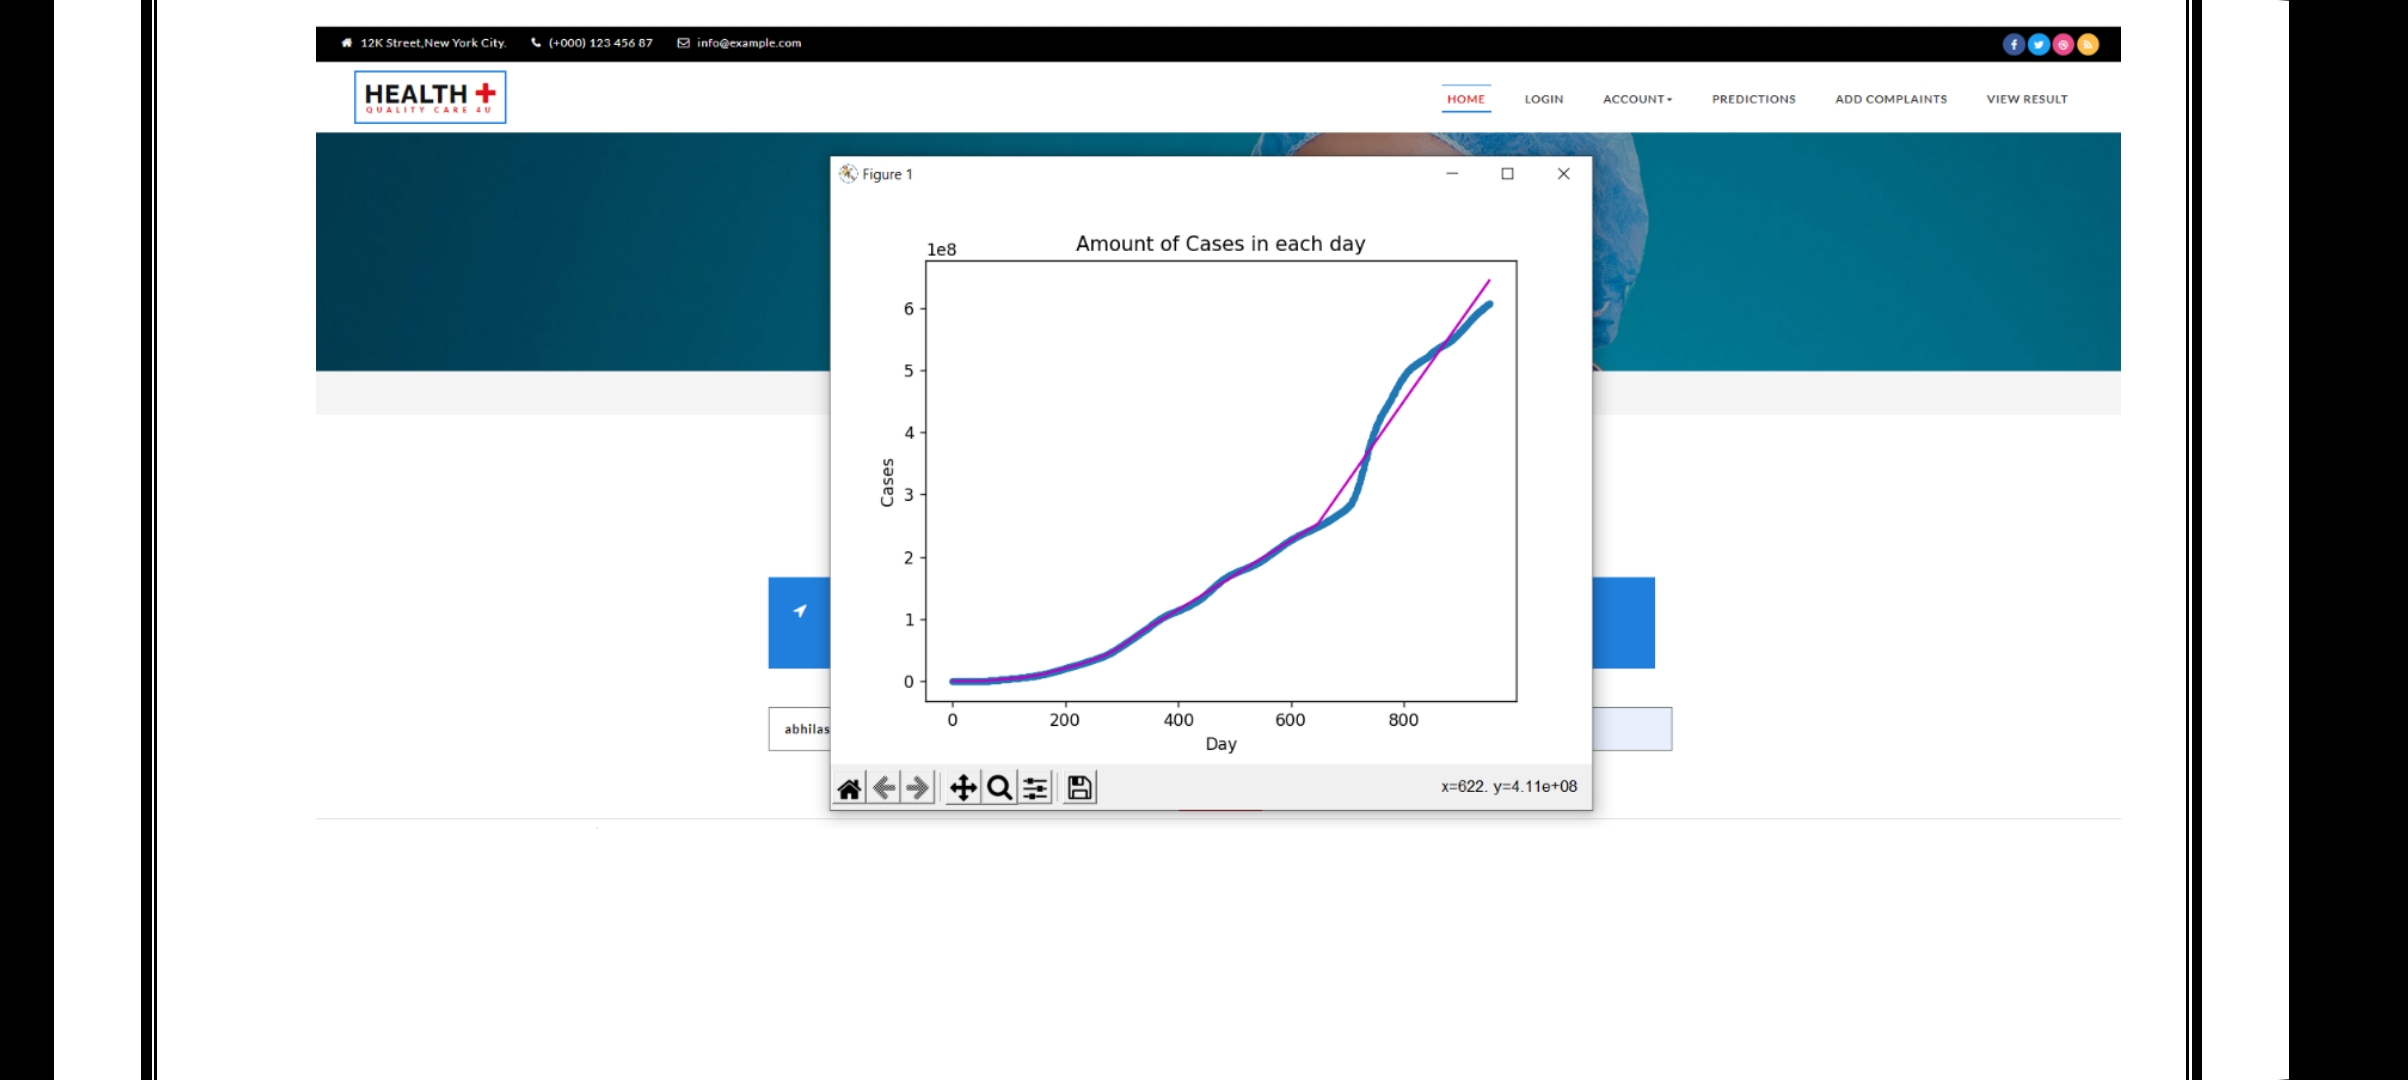 12K Street,New York City. (+000) 123 456 87 info@example.com
HEALTH +
QUALITY CARE 4U
HOME LOGIN ACCOUNT PREDICTIONS ADD COMPLAINTS VIEW RESULT
Figure 1
Amount of Cases in each day
1e8
6
5
4
3
2
1
0
Cases
0 200 400 600 800
Day
abhilas
x=622. y=4.11e+08